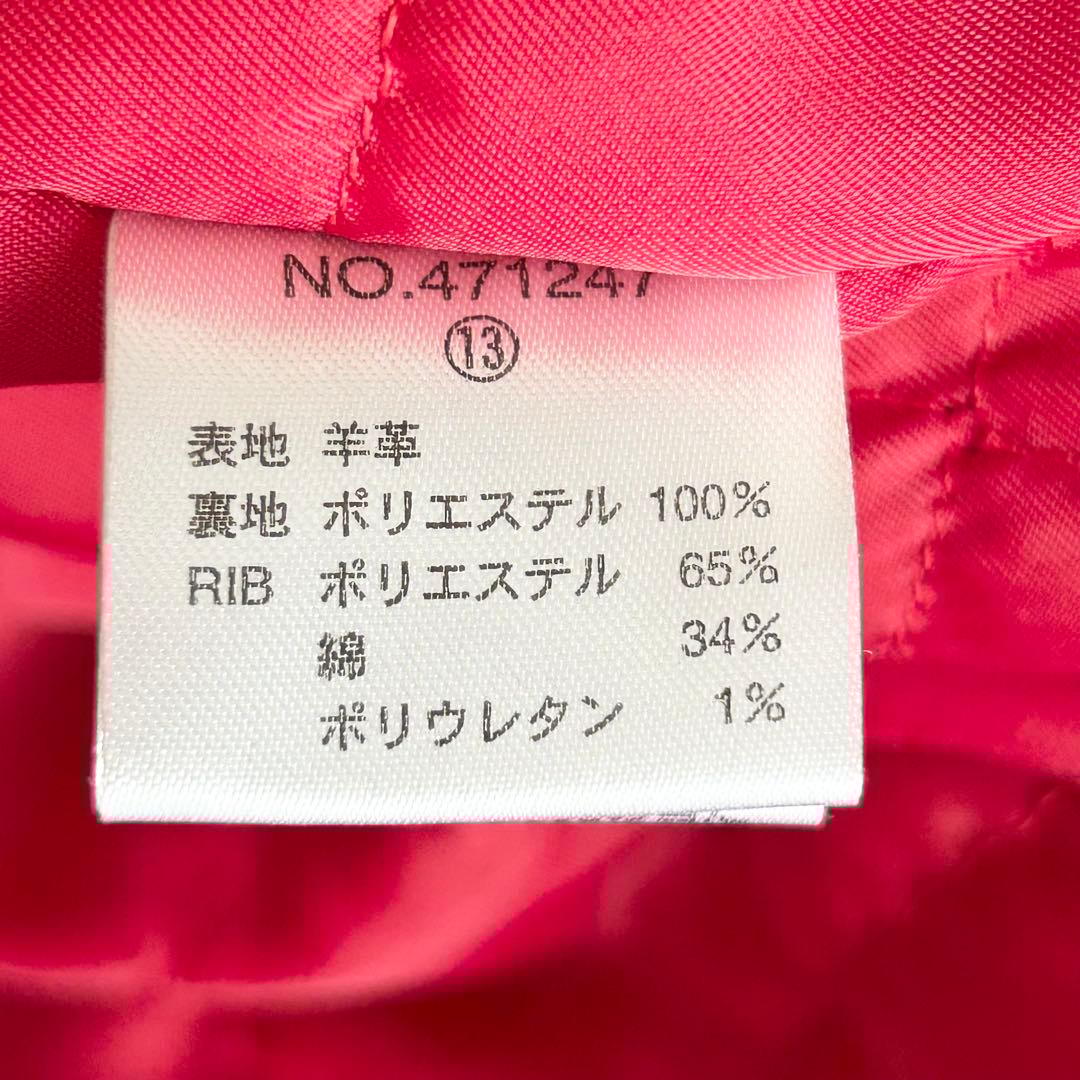 NO.471247
⑬
表地 羊革
裏地 ポリエステル 100%
RIB ポリエステル 65%
綿 34%
ポリウレタン 1%